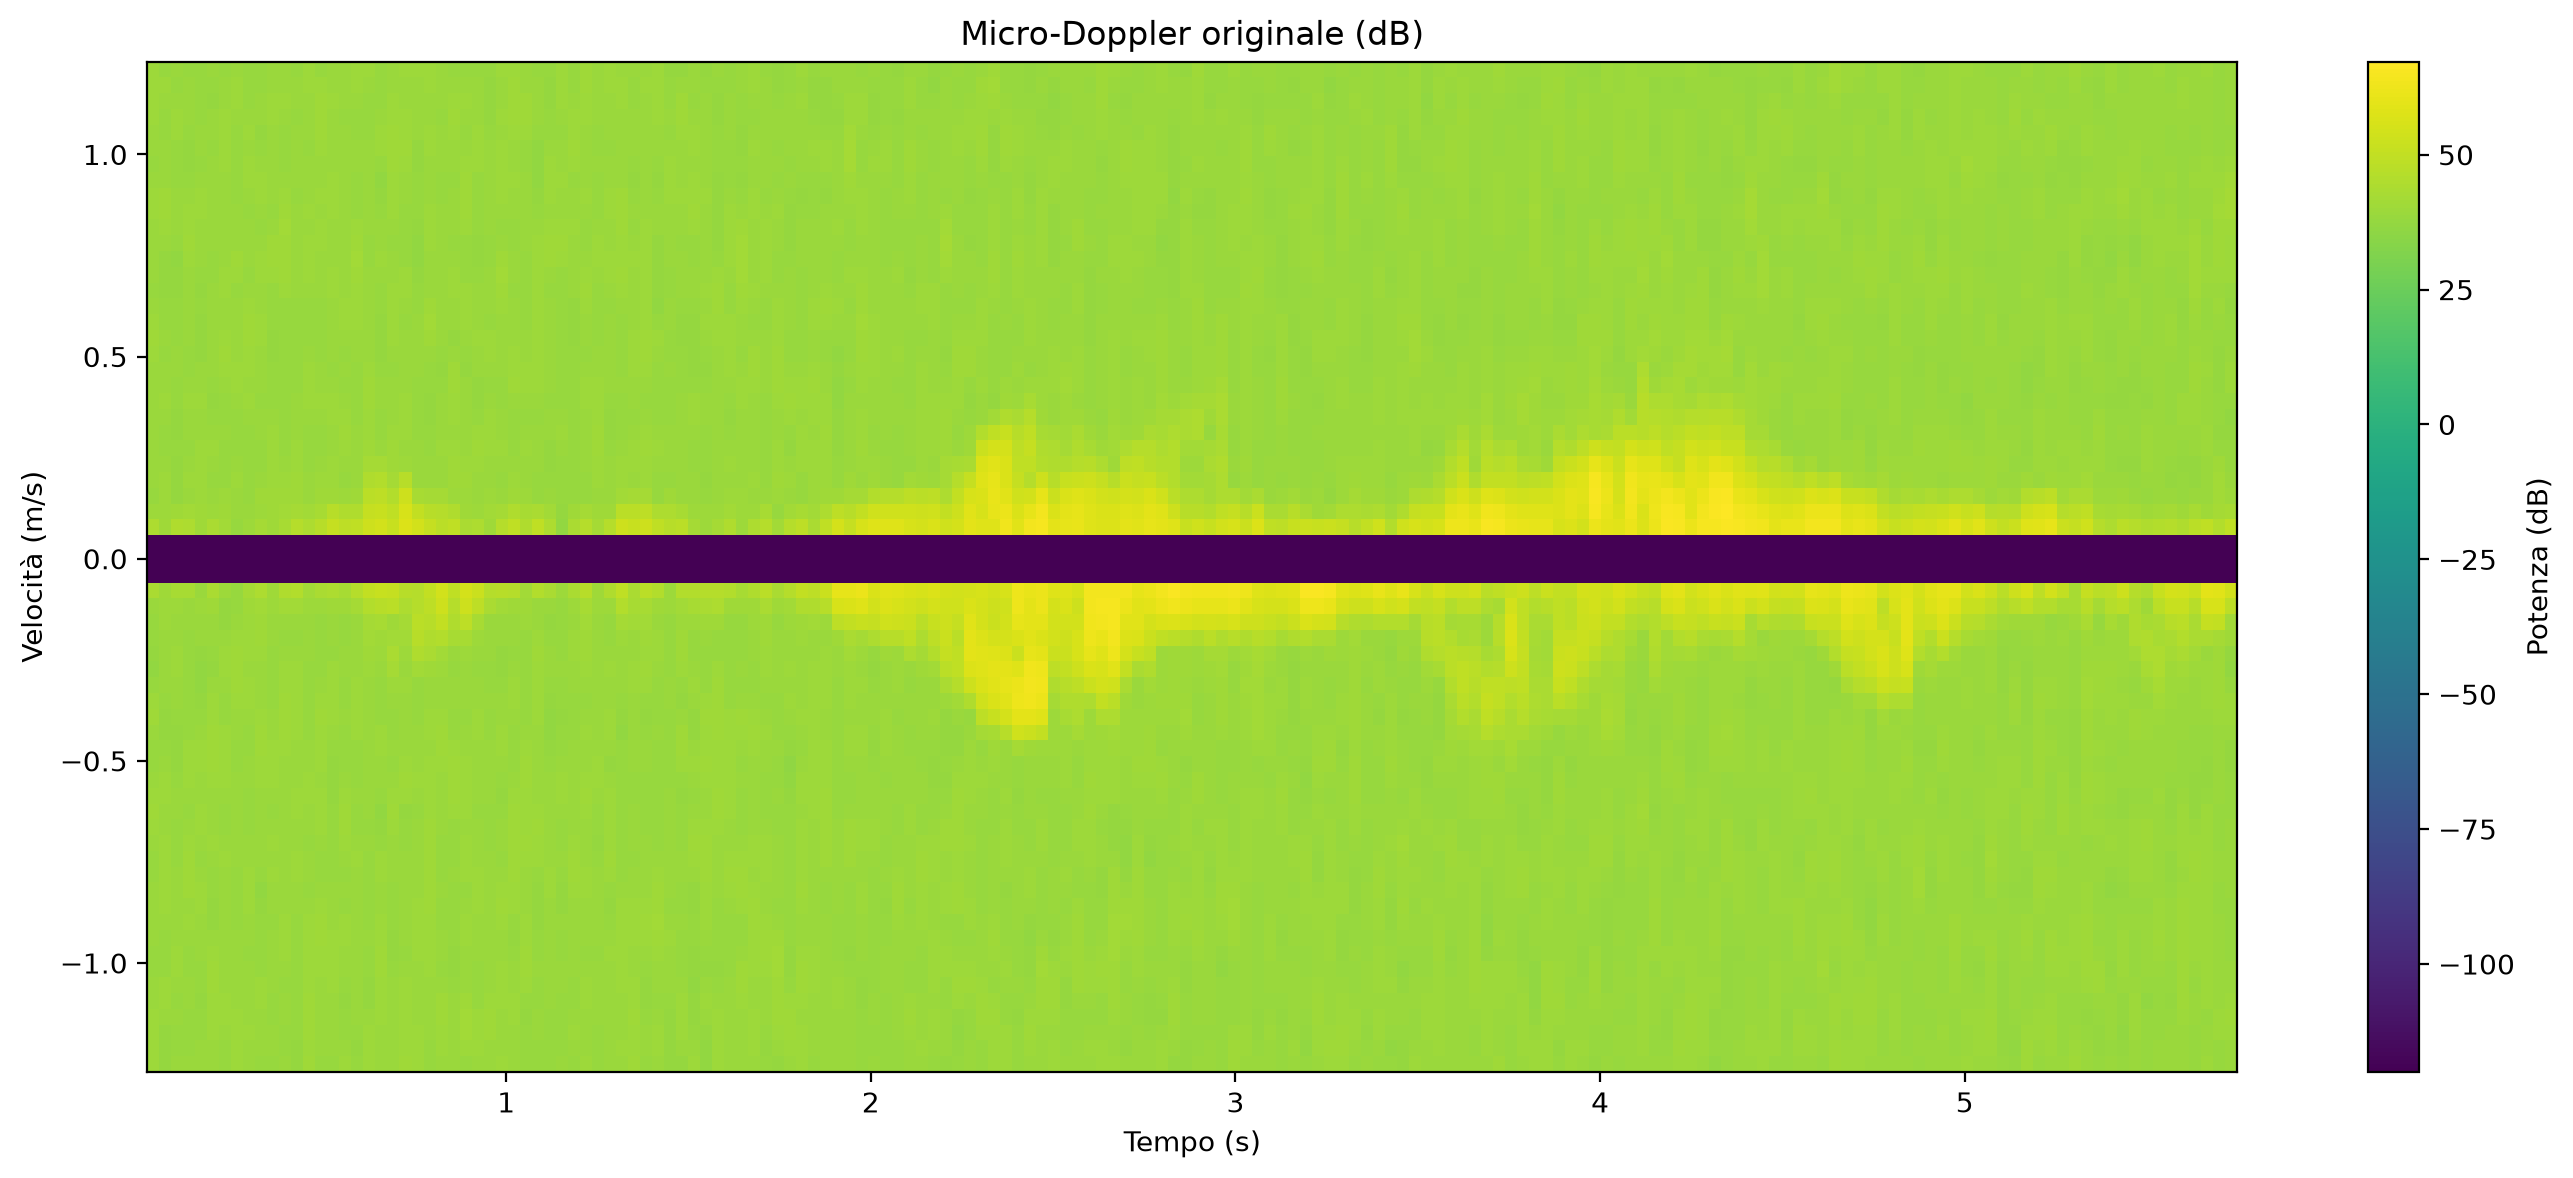 Micro-Doppler originale (dB)
1.0
0.5
0.0
−0.5
−1.0
Velocità (m/s)
1 2 3 4 5
Tempo (s)
50
25
0
−25
−50
−75
−100
Potenza (dB)